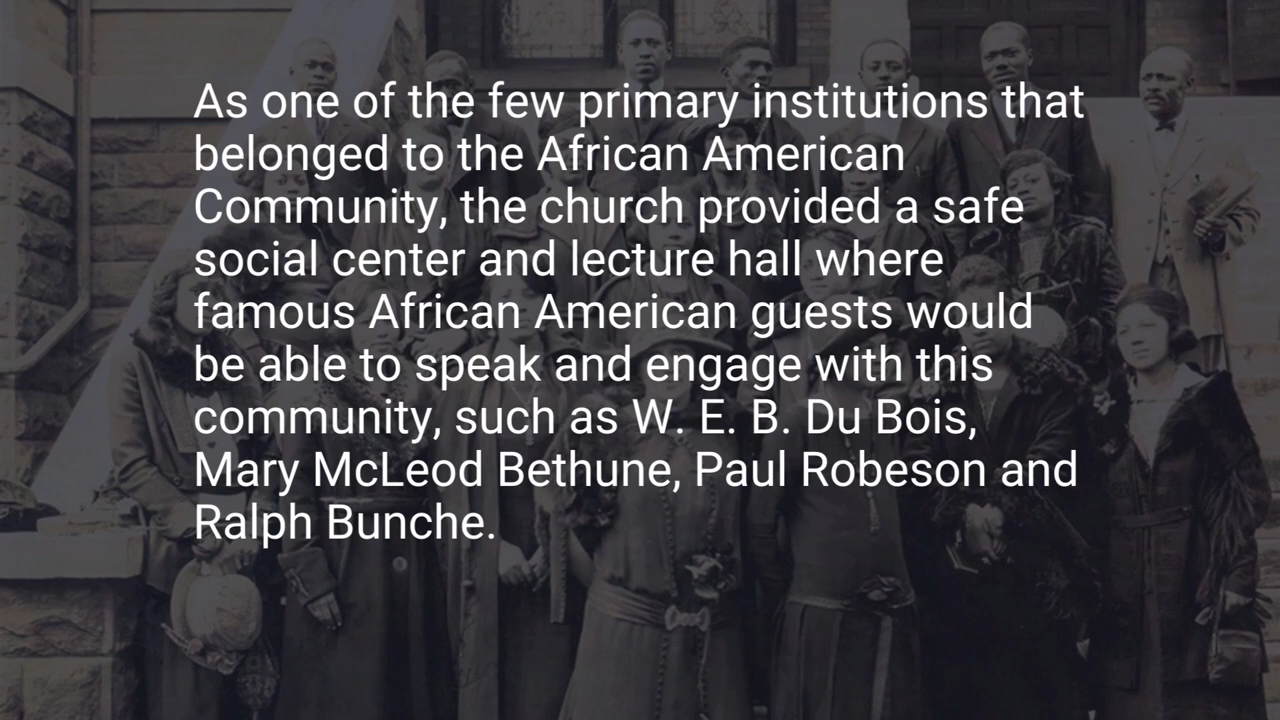 As one of the few primary institutions that
belonged to the African American
Community, the church provided a safe
social center and lecture hall where
famous African American guests would
be able to speak and engage with this
community, such as W. E. B. Du Bois,
Mary McLeod Bethune, Paul Robeson and
Ralph Bunche.